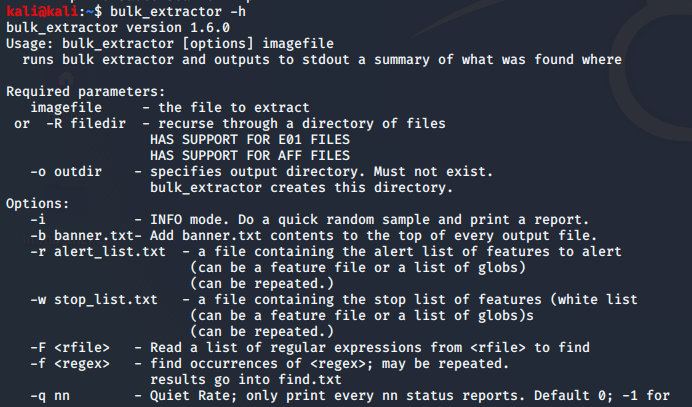 kali@kali:~$ bulk_extractor -h
bulk_extractor version 1.6.0
Usage: bulk_extractor [options] imagefile
  runs bulk extractor and outputs to stdout a summary of what was found where

Required parameters:
   imagefile     - the file to extract
 or  -R filedir  - recurse through a directory of files
                  HAS SUPPORT FOR E01 FILES
                  HAS SUPPORT FOR AFF FILES
   -o outdir    - specifies output directory. Must not exist.
                  bulk_extractor creates this directory.
Options:
   -i           - INFO mode. Do a quick random sample and print a report.
   -b banner.txt- Add banner.txt contents to the top of every output file.
   -r alert_list.txt  - a file containing the alert list of features to alert
                       (can be a feature file or a list of globs)
                       (can be repeated.)
   -w stop_list.txt   - a file containing the stop list of features (white list
                       (can be a feature file or a list of globs)s
                       (can be repeated.)
   -F <rfile>   - Read a list of regular expressions from <rfile> to find
   -f <regex>   - find occurrences of <regex>; may be repeated.
                  results go into find.txt
   -q nn        - Quiet Rate; only print every nn status reports. Default 0; -1 for